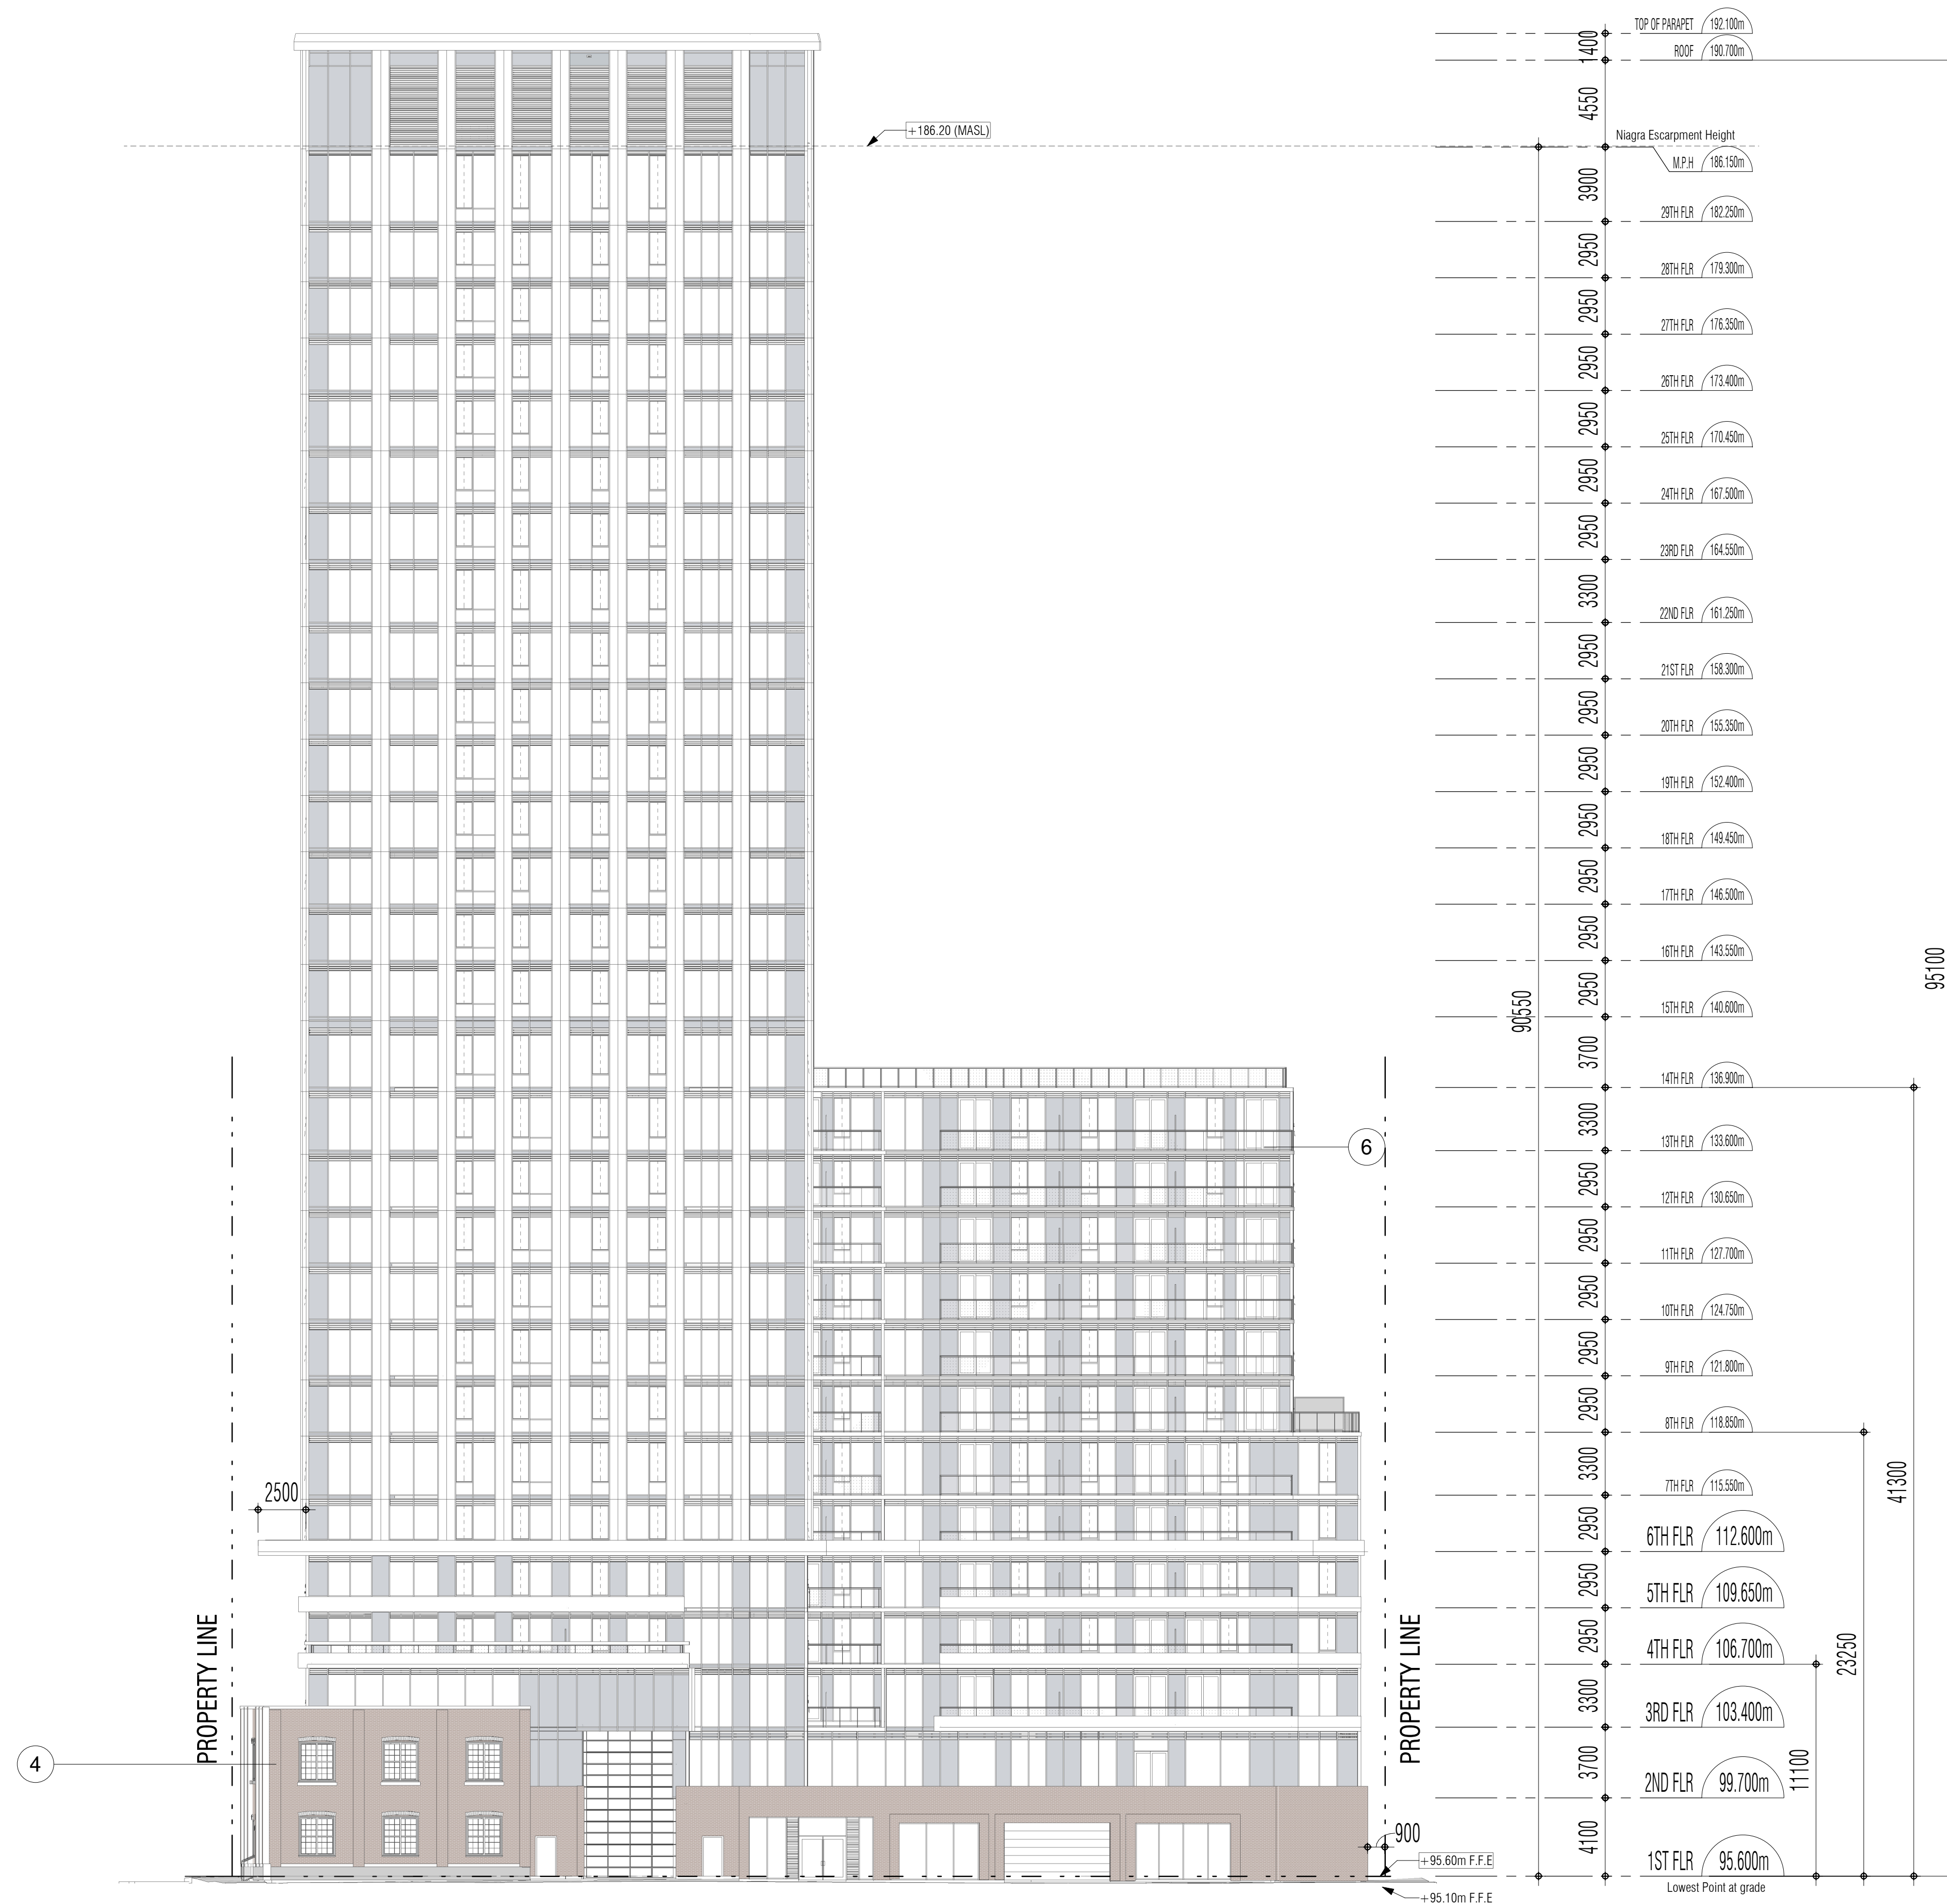 TOP OF PARAPET 192.100m
1400
ROOF 190.700m
4550
+186.20 (MASL)
Niagra Escarpment Height
M.P.H 186.150m
3900
29TH FLR 182.250m
2950
28TH FLR 179.300m
2950
27TH FLR 176.350m
2950
26TH FLR 173.400m
2950
25TH FLR 170.450m
2950
24TH FLR 167.500m
2950
23RD FLR 164.550m
3300
22ND FLR 161.250m
2950
21ST FLR 158.300m
2950
20TH FLR 155.350m
2950
19TH FLR 152.400m
2950
18TH FLR 149.450m
2950
17TH FLR 146.500m
2950
16TH FLR 143.550m
2950
15TH FLR 140.600m
3700
14TH FLR 136.900m
3300
13TH FLR 133.600m
2950
12TH FLR 130.650m
2950
11TH FLR 127.700m
2950
10TH FLR 124.750m
2950
9TH FLR 121.800m
2950
8TH FLR 118.850m
3300
7TH FLR 115.550m
2950
6TH FLR 112.600m
2950
5TH FLR 109.650m
2950
4TH FLR 106.700m
3300
3RD FLR 103.400m
3700
2ND FLR 99.700m
4100
1ST FLR 95.600m
Lowest Point at grade
90550
95100
41300
23250
11100
6
2500
PROPERTY LINE
PROPERTY LINE
4
900
+95.60m F.F.E
+95.10m F.F.E